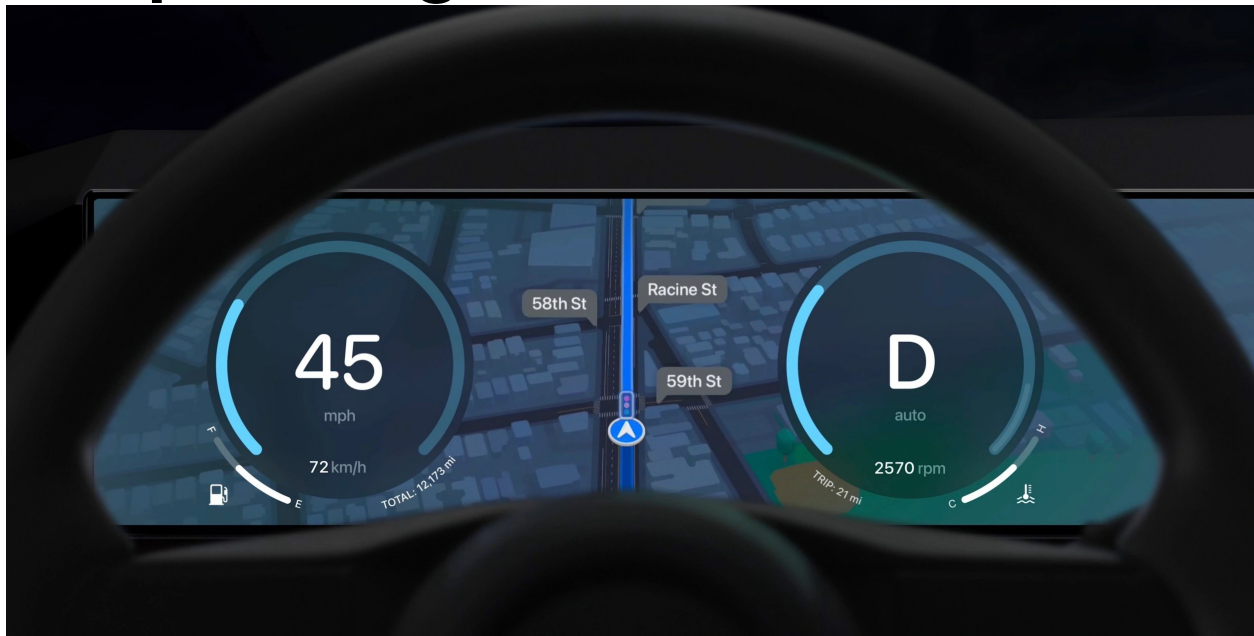 58th St
Racine St
59th St
45
mph
72 km/h
F
E
TOTAL: 12,173 mi
D
auto
2570 rpm
TRIP: 21 mi
C
H